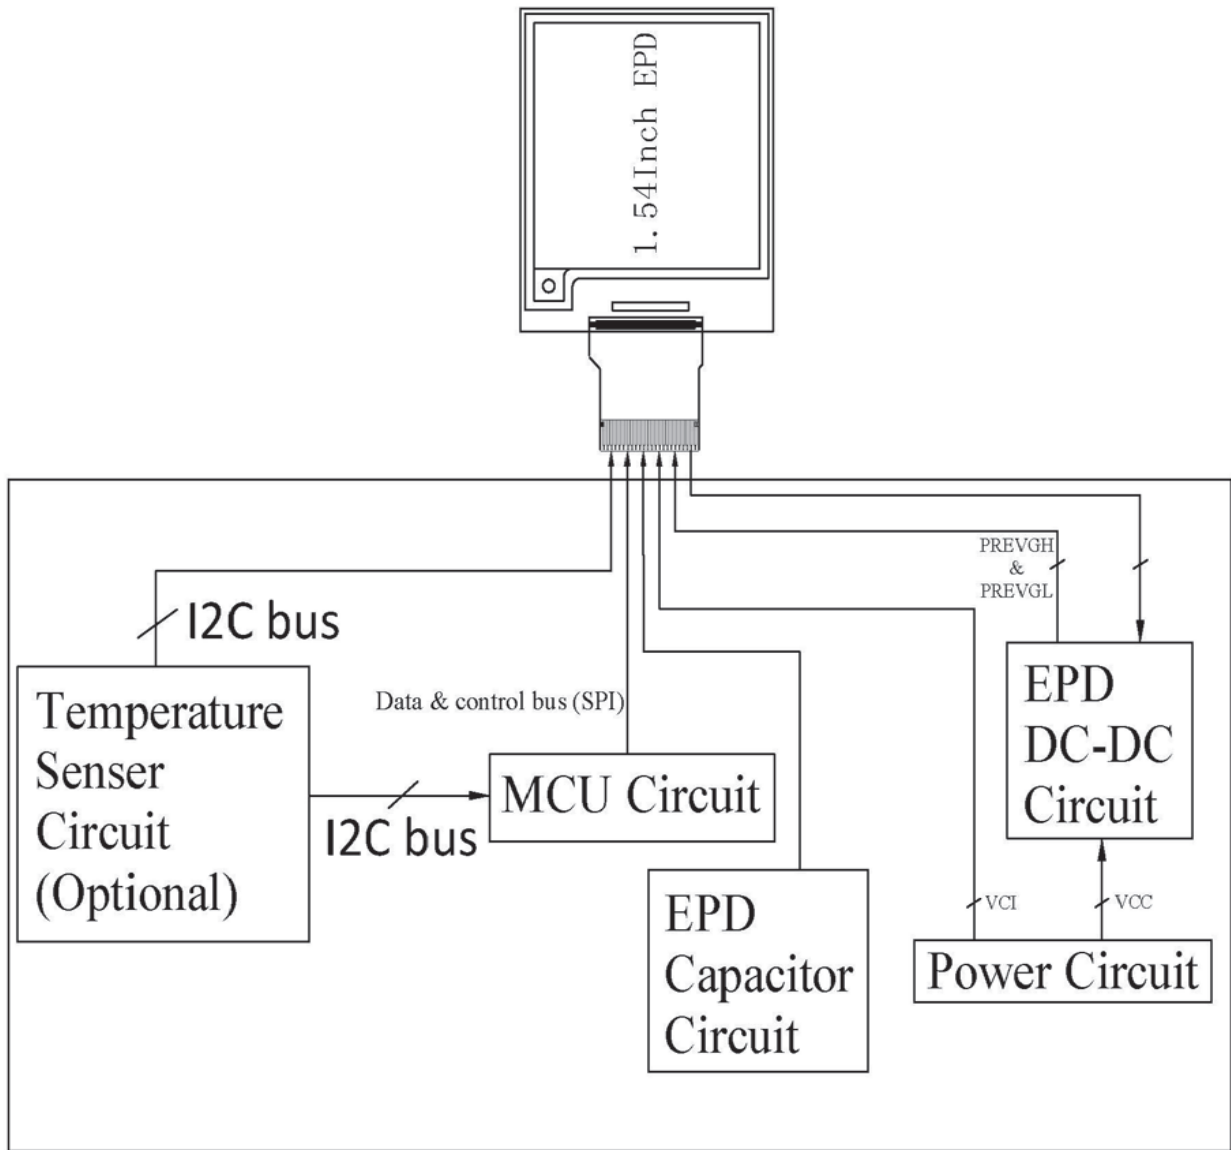 1.54Inch EPD
PREVGH
&
PREVGL
I2C bus
Temperature
Senser
Circuit
(Optional)
Data & control bus (SPI)
MCU Circuit
I2C bus
EPD
DC-DC
Circuit
EPD
Capacitor
Circuit
VCI
VCC
Power Circuit